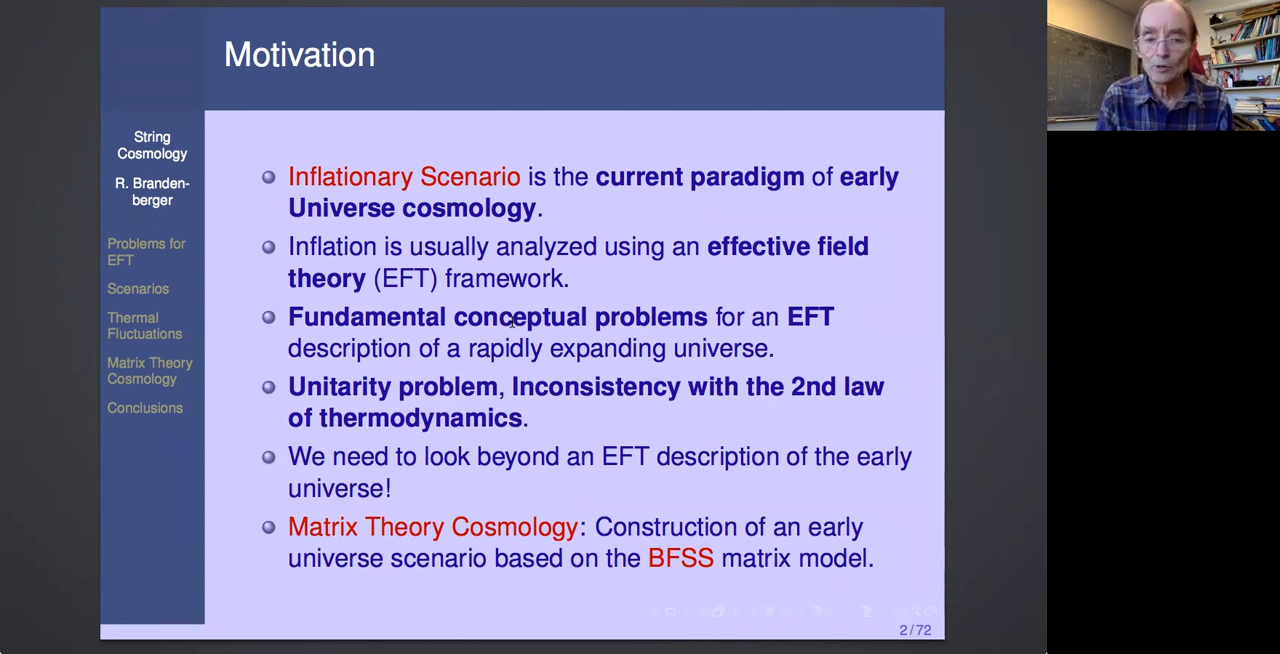 Motivation
String
Cosmology
R. Branden-
berger
Problems for
EFT
Scenarios
Thermal
Fluctuations
Matrix Theory
Cosmology
Conclusions
Inflationary Scenario is the current paradigm of early
Universe cosmology.
Inflation is usually analyzed using an effective field
theory (EFT) framework.
Fundamental conceptual problems for an EFT
description of a rapidly expanding universe.
Unitarity problem, Inconsistency with the 2nd law
of thermodynamics.
We need to look beyond an EFT description of the early
universe!
Matrix Theory Cosmology: Construction of an early
universe scenario based on the BFSS matrix model.
2 / 72